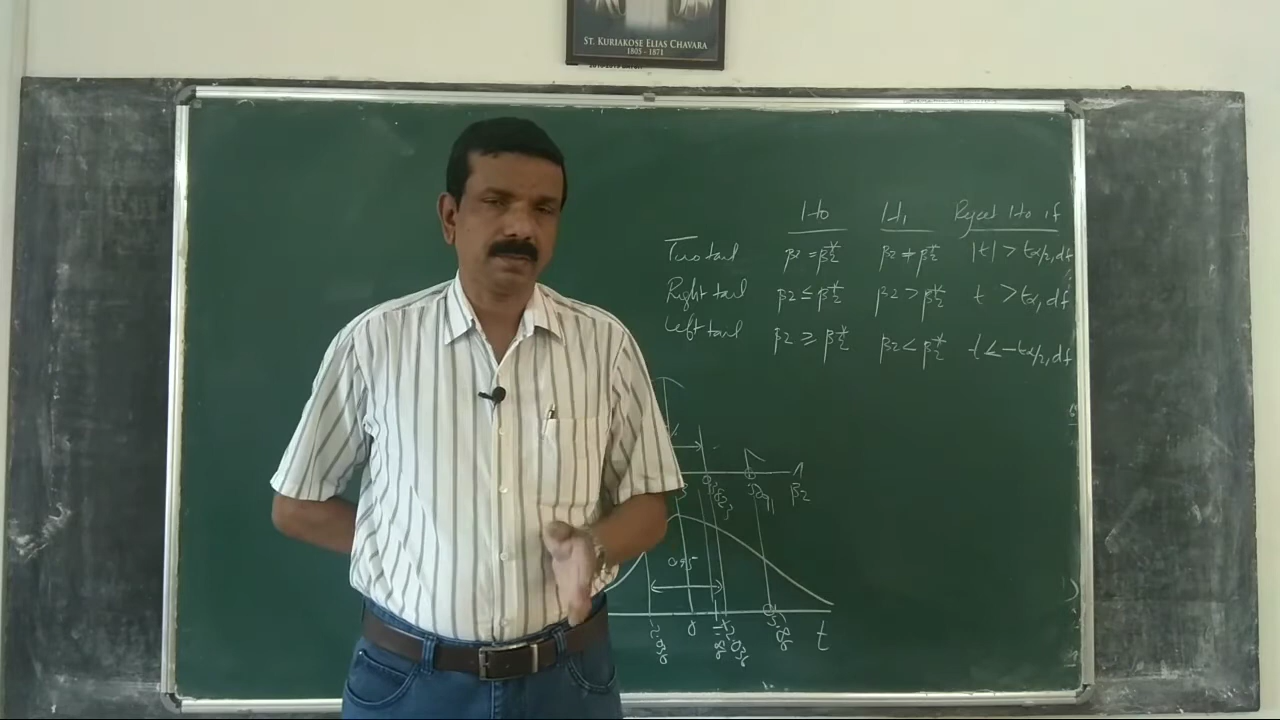 ST. KURIAKOSE ELIAS CHAVARA
1805 - 1871
H0 H1 Reject H0 if
Two tail β2 = β2* β2 ≠ β2* |t| > tα/2, df
Right tail β2 ≤ β2* β2 > β2* t > tα, df
Left tail β2 ≥ β2* β2 < β2* t < -tα/2, df
β2
0
t